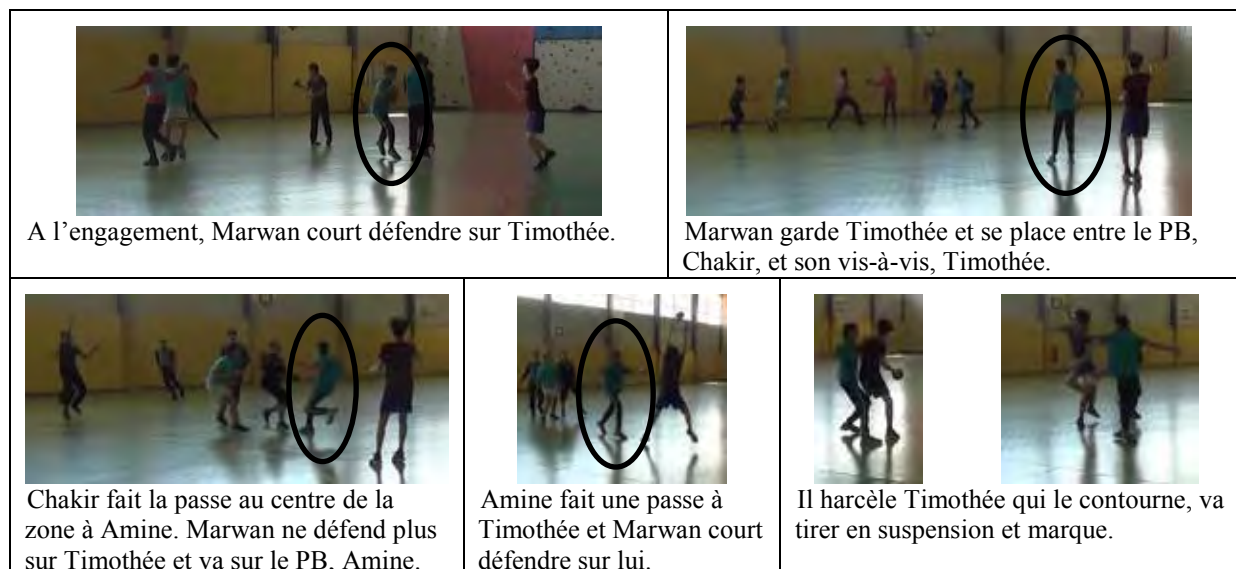 A l’engagement, Marwan court défendre sur Timothée.
Marwan garde Timothée et se place entre le PB,
Chakir, et son vis-à-vis, Timothée.
Chakir fait la passe au centre de la
zone à Amine. Marwan ne défend plus
sur Timothée et va sur le PB, Amine.
Amine fait une passe à
Timothée et Marwan court
défendre sur lui.
Il harcèle Timothée qui le contourne, va
tirer en suspension et marque.